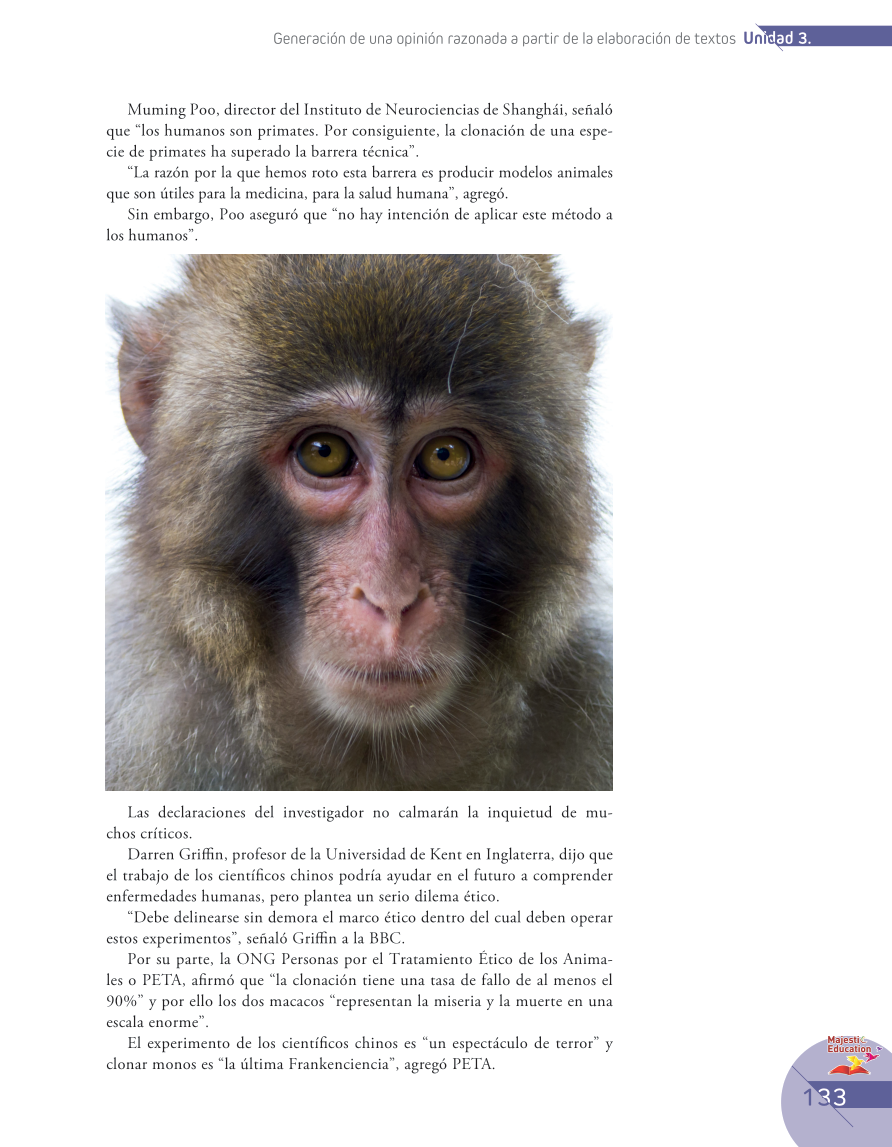 Generación de una opinión razonada a partir de la elaboración de textos Unidad 3.
Muming Poo, director del Instituto de Neurociencias de Shanghái, señaló
que “los humanos son primates. Por consiguiente, la clonación de una espe-
cie de primates ha superado la barrera técnica”.
“La razón por la que hemos roto esta barrera es producir modelos animales
que son útiles para la medicina, para la salud humana”, agregó.
Sin embargo, Poo aseguró que “no hay intención de aplicar este método a
los humanos”.
Las declaraciones del investigador no calmarán la inquietud de mu-
chos críticos.
Darren Griffin, profesor de la Universidad de Kent en Inglaterra, dijo que
el trabajo de los científicos chinos podría ayudar en el futuro a comprender
enfermedades humanas, pero plantea un serio dilema ético.
“Debe delinearse sin demora el marco ético dentro del cual deben operar
estos experimentos”, señaló Griffin a la BBC.
Por su parte, la ONG Personas por el Tratamiento Ético de los Anima-
les o PETA, afirmó que “la clonación tiene una tasa de fallo de al menos el
90%” y por ello los dos macacos “representan la miseria y la muerte en una
escala enorme”.
El experimento de los científicos chinos es “un espectáculo de terror” y
clonar monos es “la última Frankenciencia”, agregó PETA.
Majestic
Education
133